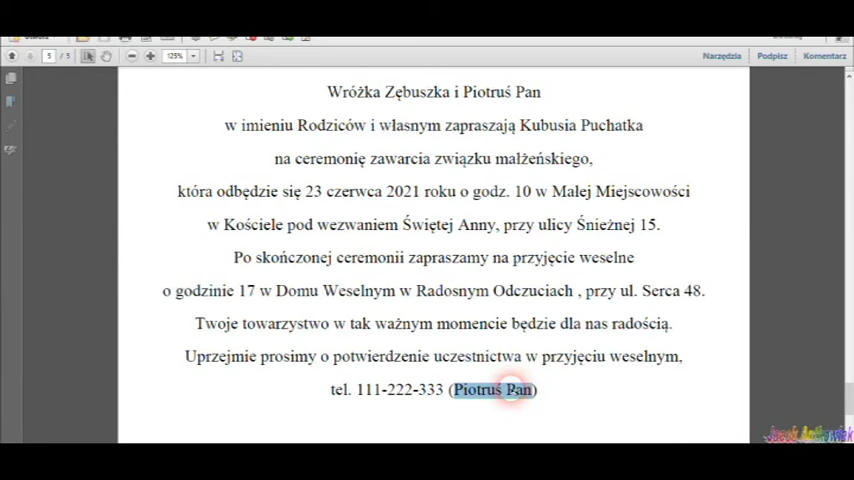 5 / 5
125%
Narzędzia
Podpisz
Komentarz
Wróżka Zębuszka i Piotruś Pan
w imieniu Rodziców i własnym zapraszają Kubusia Puchatka
na ceremonię zawarcia związku małżeńskiego,
która odbędzie się 23 czerwca 2021 roku o godz. 10 w Małej Miejscowości
w Kościele pod wezwaniem Świętej Anny, przy ulicy Śnieżnej 15.
Po skończonej ceremonii zapraszamy na przyjęcie weselne
o godzinie 17 w Domu Weselnym w Radosnym Odczuciach , przy ul. Serca 48.
Twoje towarzystwo w tak ważnym momencie będzie dla nas radością.
Uprzejmie prosimy o potwierdzenie uczestnictwa w przyjęciu weselnym,
tel. 111-222-333 (Piotruś Pan)